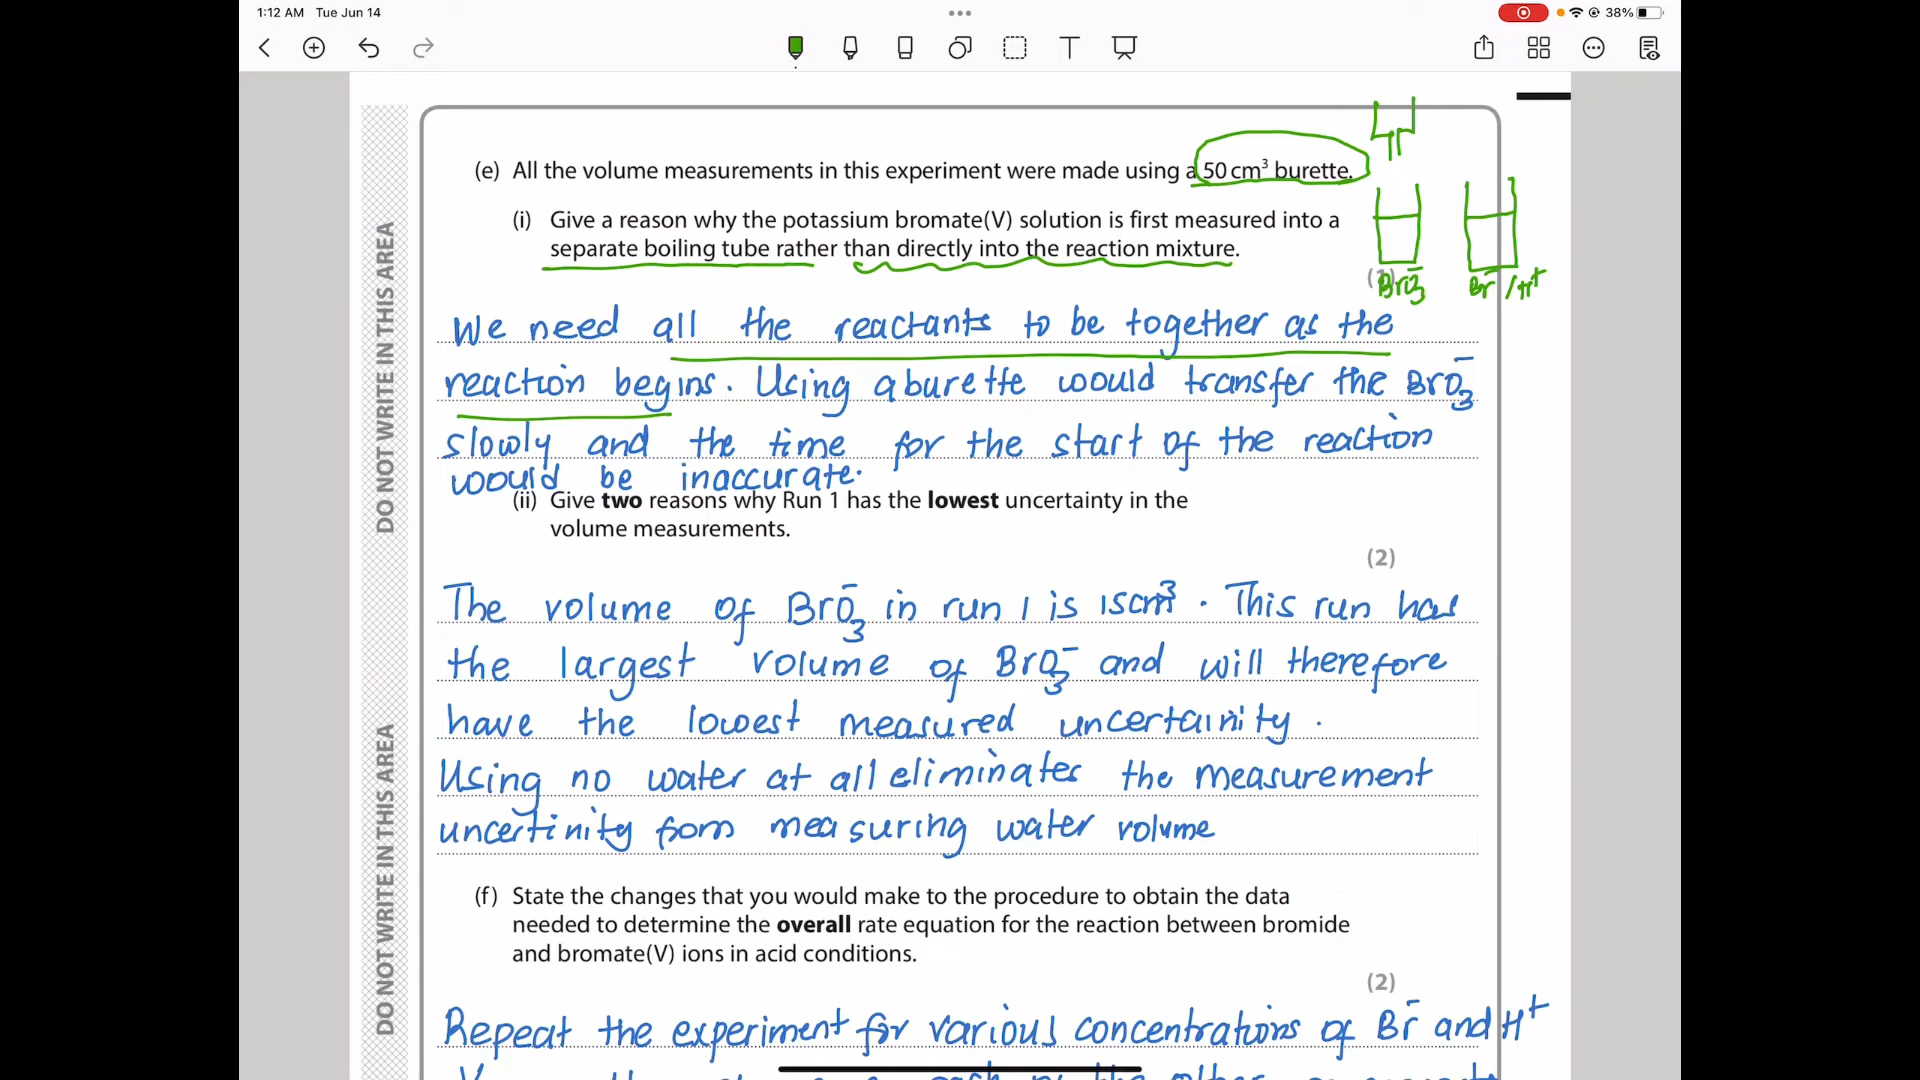 1:12 AM Tue Jun 14
38%
(e) All the volume measurements in this experiment were made using a 50 cm³ burette.
(i) Give a reason why the potassium bromate(V) solution is first measured into a
separate boiling tube rather than directly into the reaction mixture.
BrO₃⁻ Br⁻/H⁺
We need all the reactants to be together as the
reaction begins. Using a burette would transfer the BrO₃⁻
slowly and the time for the start of the reaction
would be inaccurate.
(ii) Give two reasons why Run 1 has the lowest uncertainty in the
volume measurements.
(2)
The volume of BrO₃⁻ in run 1 is 15cm³. This run has
the largest volume of BrO₃⁻ and will therefore
have the lowest measured uncertainity.
Using no water at all eliminates the measurement
uncertinity from measuring water volume
(f) State the changes that you would make to the procedure to obtain the data
needed to determine the overall rate equation for the reaction between bromide
and bromate(V) ions in acid conditions.
(2)
Repeat the experiment for various concentrations of Br⁻ and H⁺
DO NOT WRITE IN THIS AREA
DO NOT WRITE IN THIS AREA